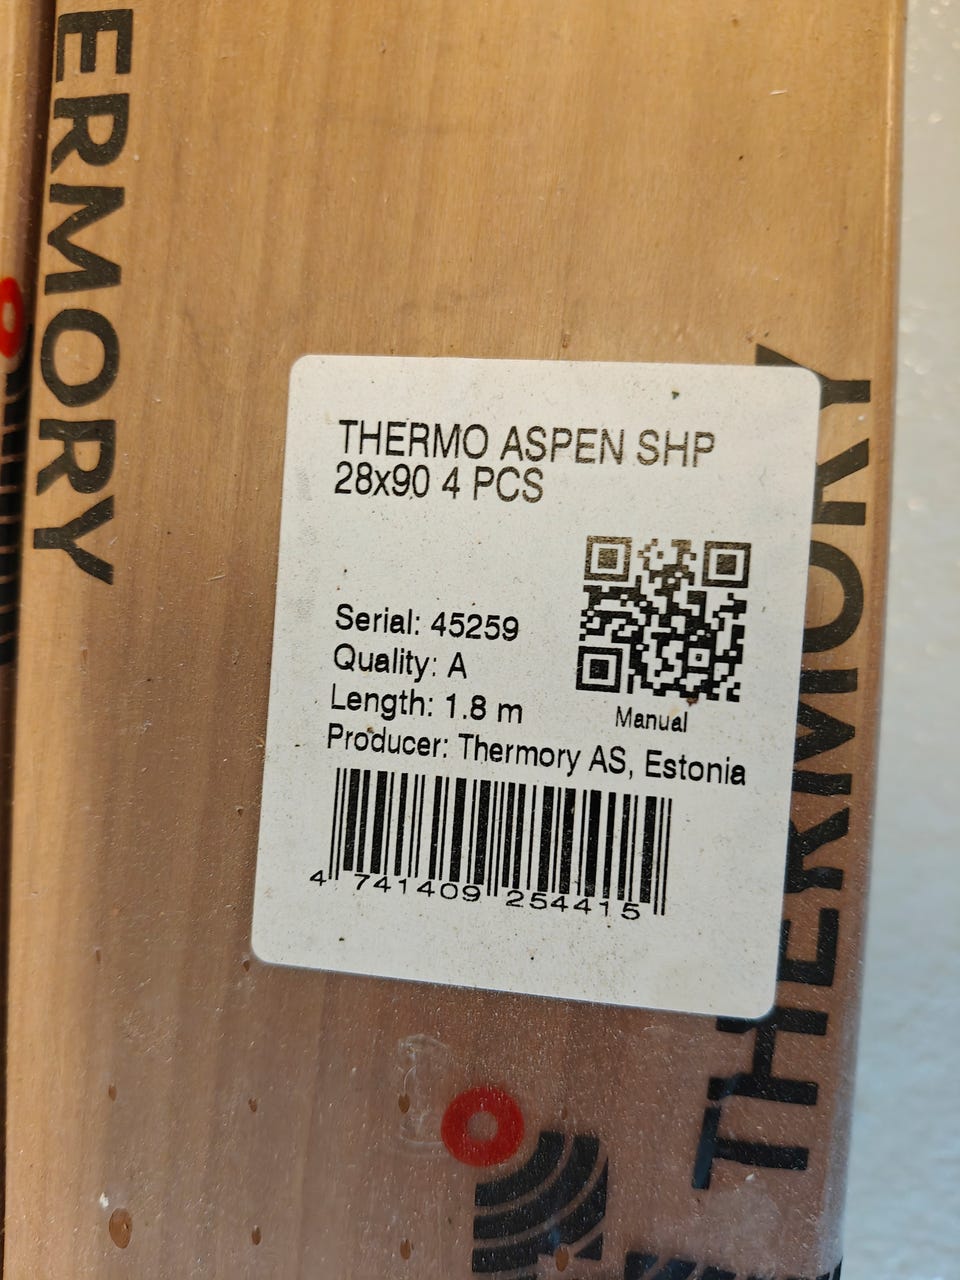 ERMORY
THERMO ASPEN SHP
28x90 4 PCS
Serial: 45259
Quality: A
Length: 1.8 m
Producer: Thermory AS, Estonia
Manual
4 741409 254415
THERMORY